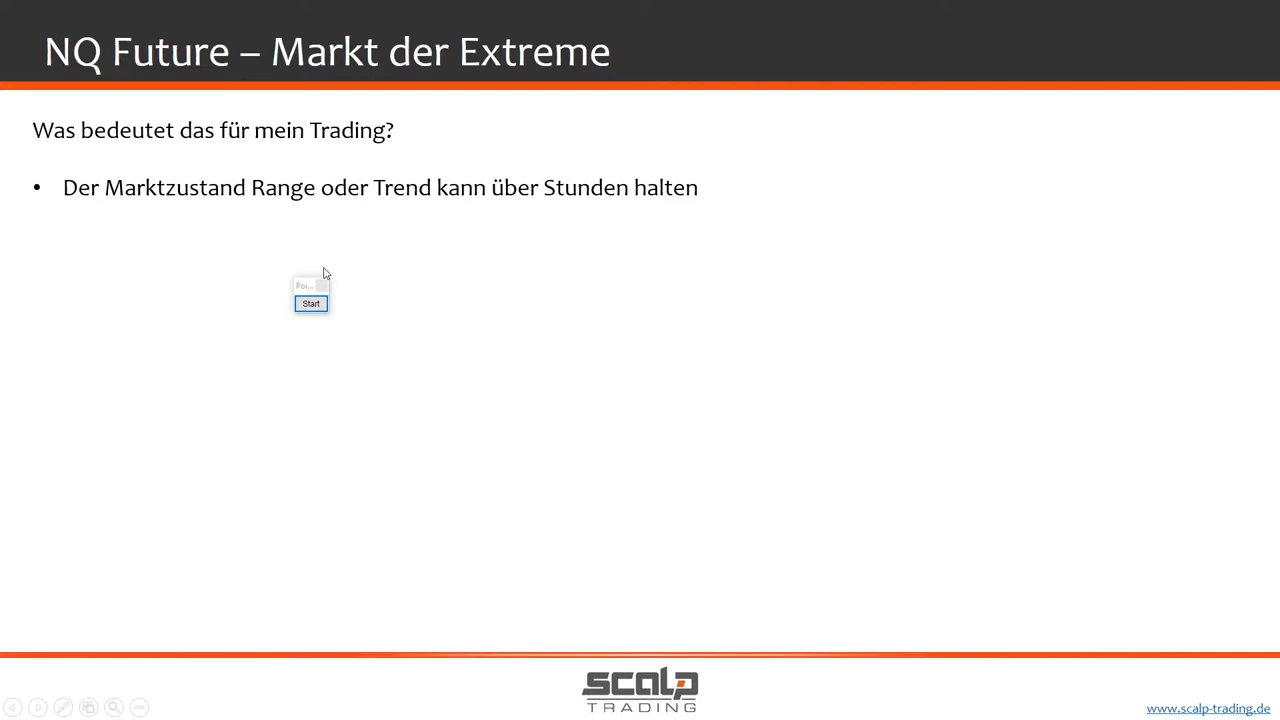 NQ Future – Markt der Extreme
Was bedeutet das für mein Trading?
• Der Marktzustand Range oder Trend kann über Stunden halten
Poi...
Start
scalp
TRADING
www.scalp-trading.de